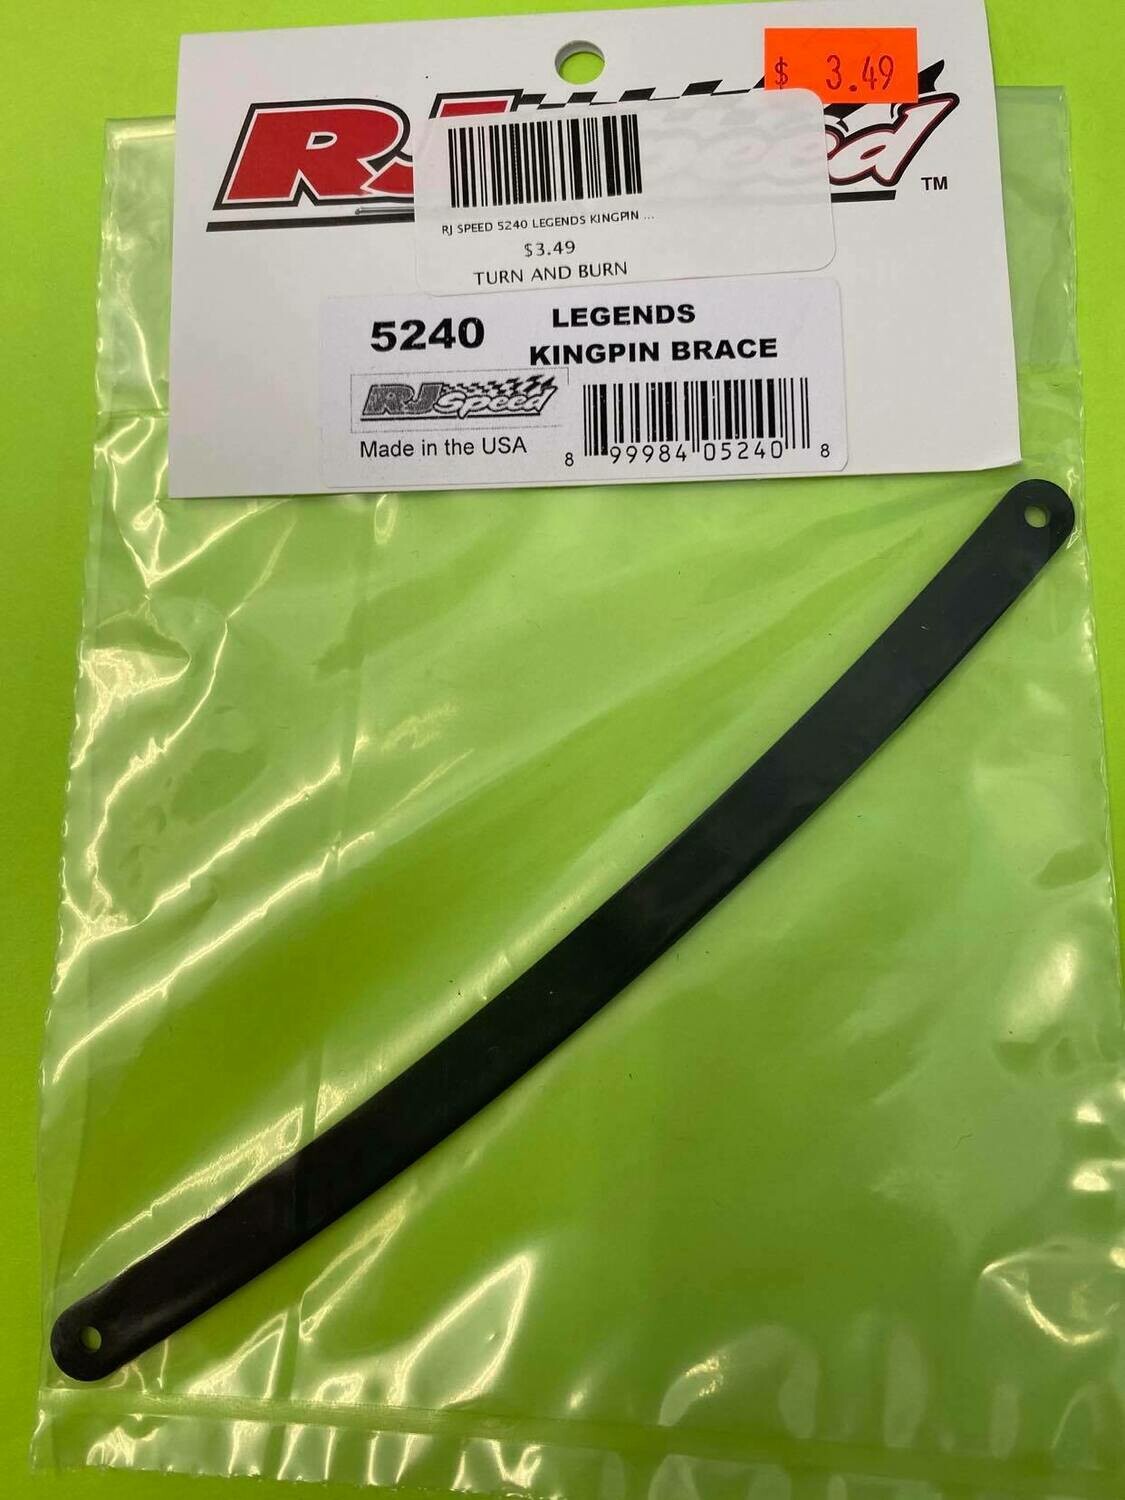 $ 3.49
RJ Speed
TM
RJ SPEED 5240 LEGENDS KINGPIN ...
$3.49
TURN AND BURN
5240
LEGENDS
KINGPIN BRACE
RJ Speed
Made in the USA
8 99984 05240 8